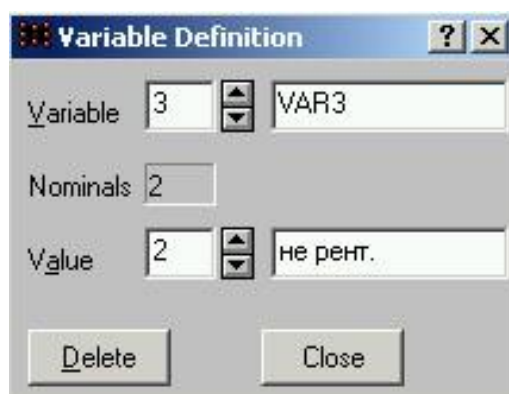 Variable Definition ? ×
Variable 3 VAR3
Nominals 2
Value 2 не рент.
Delete Close